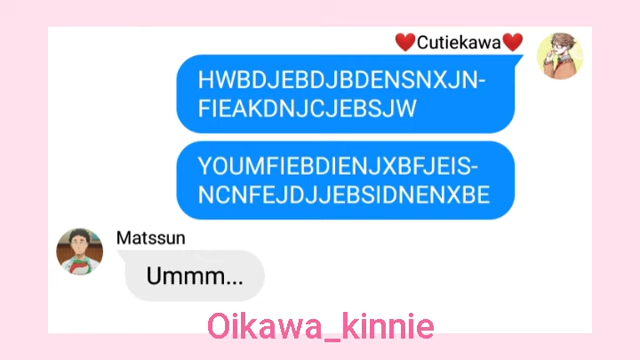 ❤️Cutiekawa❤️
HWBDJEBDJBDENSNXJN-
FIEAKDNJCJEBSJW
YOUMFIEBDIENJXBFJEIS-
NCNFEJDJJEBSIDNENXBE
Matssun
Ummm...
Oikawa_kinnie